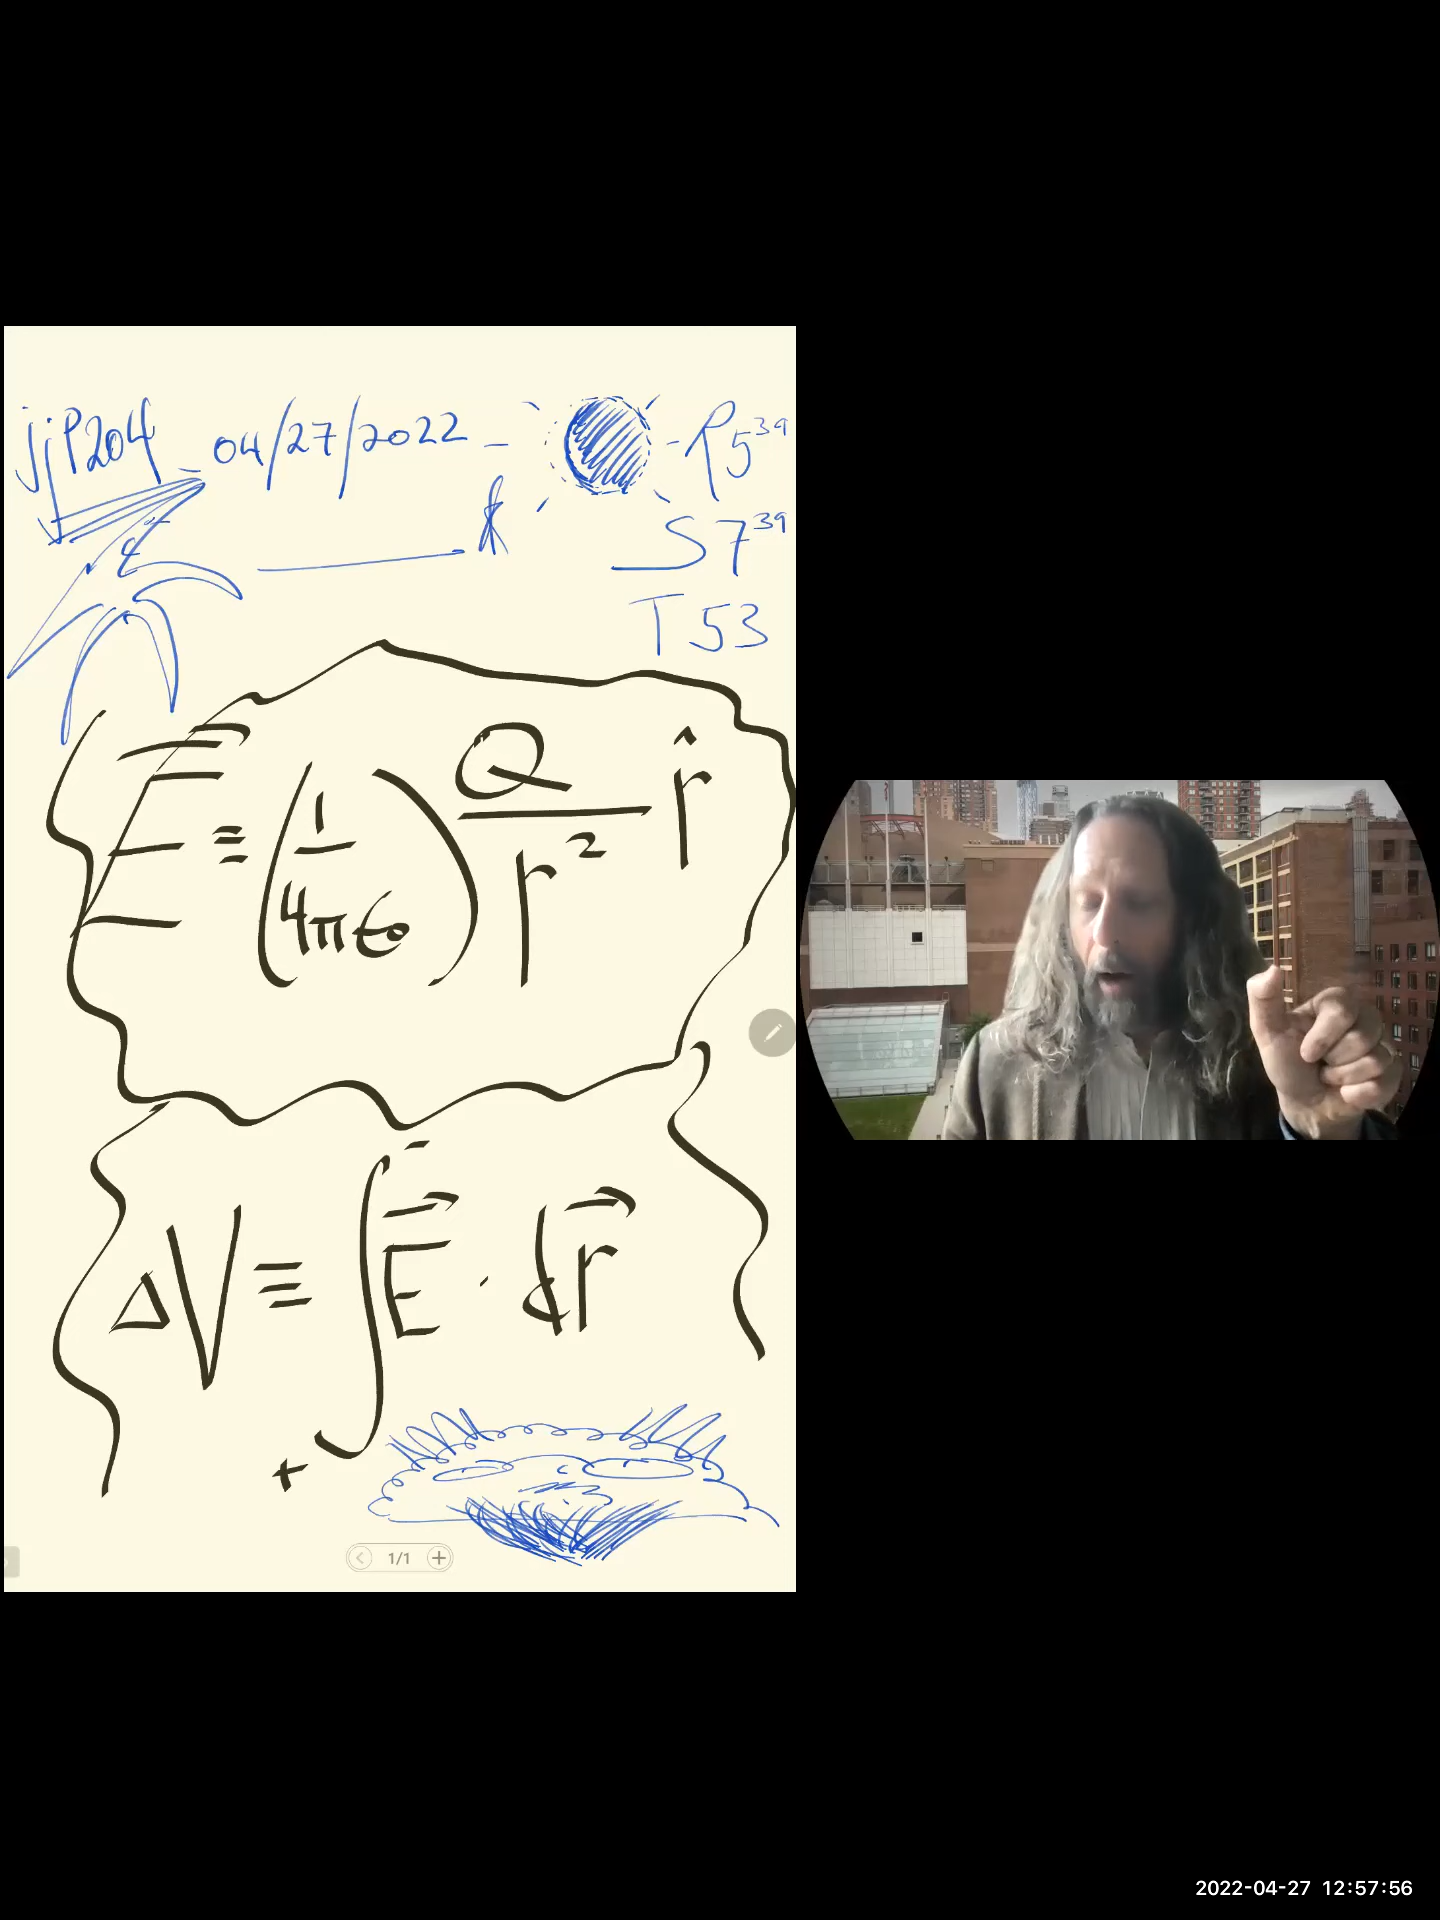 jjP204 - 04/27/2022 - - R5³⁹
S7³⁹
T53
E⃗ = (1/4πϵ₀) Q/r² r̂
ΔV ≡ ∫ E⃗ · dr⃗
- +
1/1
2022-04-27 12:57:56